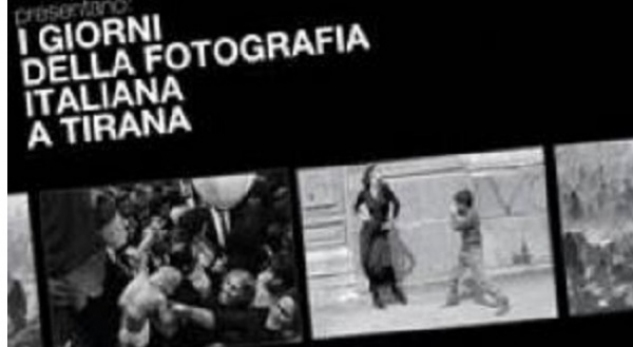 presentano:
I GIORNI
DELLA FOTOGRAFIA
ITALIANA
A TIRANA